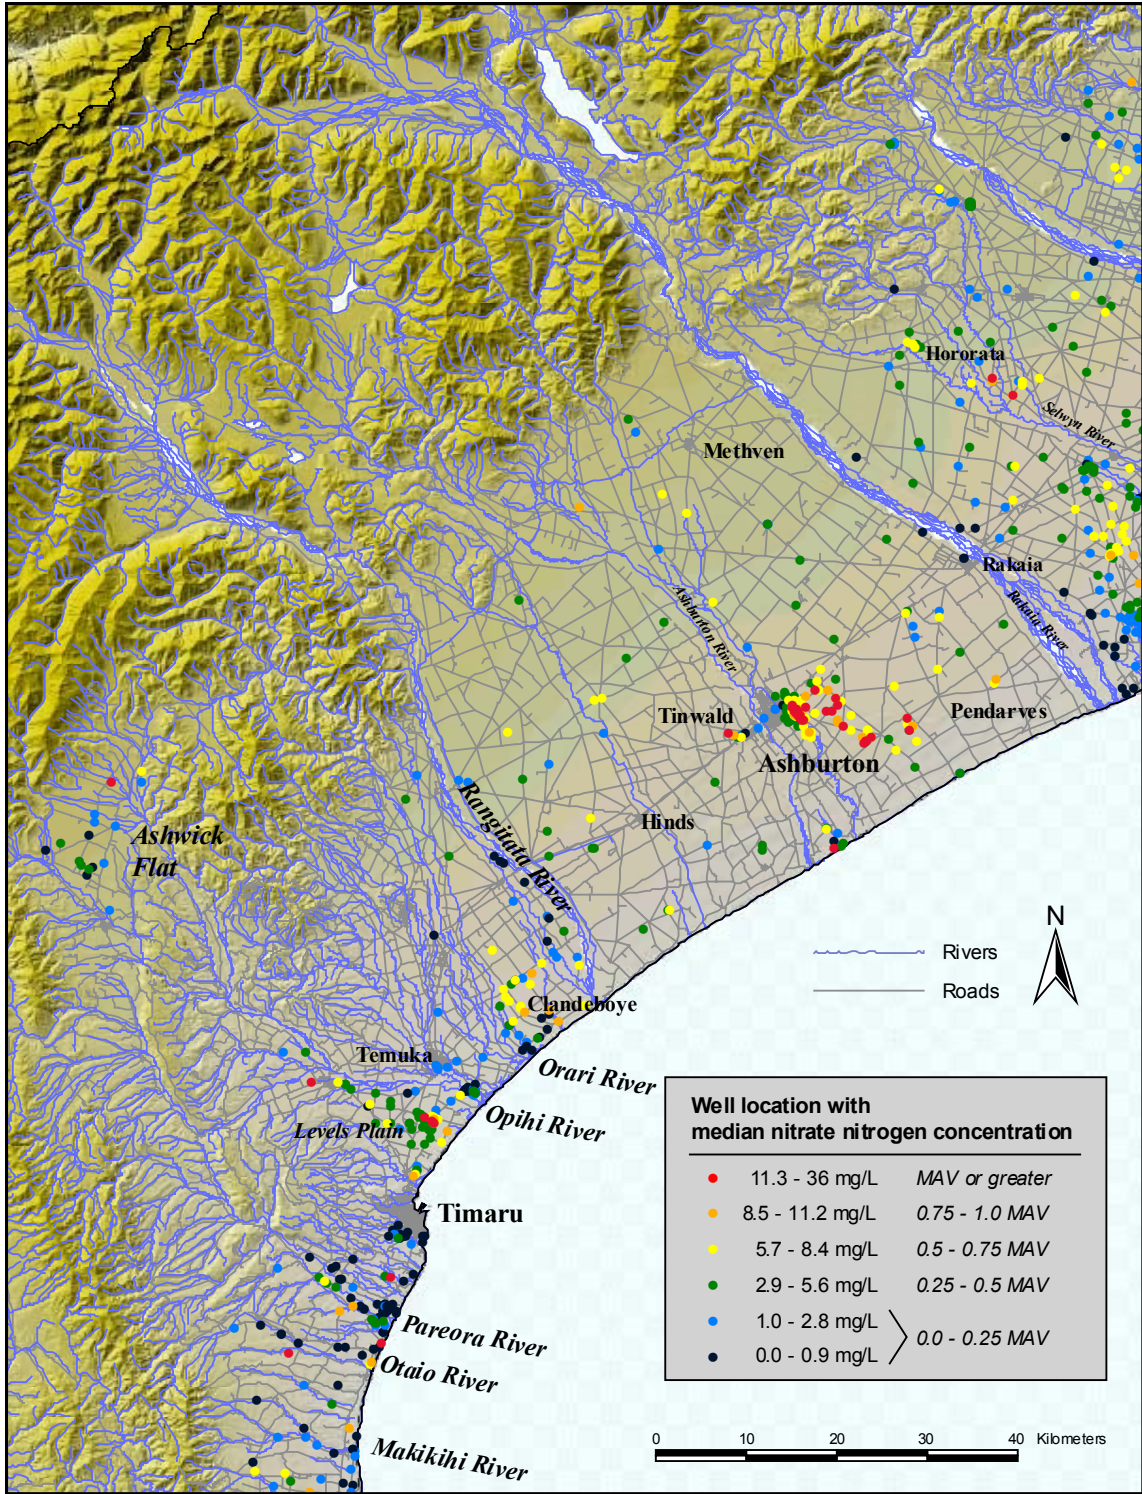 Hororata
Selwyn River
Methven
Rakaia
Rakaia River
Ashburton River
Pendarves
Tinwald
Ashburton
Rangitata River
Hinds
Ashwick
Flat
N
Rivers
Roads
Clandeboye
Temuka
Orari River
Opihi River
Levels Plain
Timaru
Pareora River
Otaio River
Makikihi River
Well location with
median nitrate nitrogen concentration
11.3 - 36 mg/L MAV or greater
8.5 - 11.2 mg/L 0.75 - 1.0 MAV
5.7 - 8.4 mg/L 0.5 - 0.75 MAV
2.9 - 5.6 mg/L 0.25 - 0.5 MAV
1.0 - 2.8 mg/L
0.0 - 0.25 MAV
0.0 - 0.9 mg/L
0 10 20 30 40 Kilometers